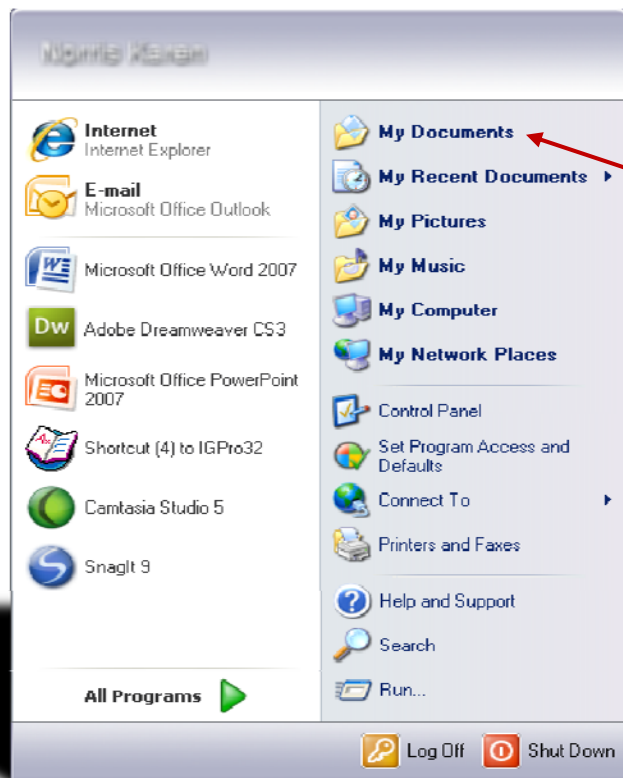 Internet
Internet Explorer
E-mail
Microsoft Office Outlook
Microsoft Office Word 2007
Dw
Adobe Dreamweaver CS3
Microsoft Office PowerPoint
2007
Shortcut (4) to IGPro32
Camtasia Studio 5
SnagIt 9
All Programs
My Documents
My Recent Documents
My Pictures
My Music
My Computer
My Network Places
Control Panel
Set Program Access and
Defaults
Connect To
Printers and Faxes
Help and Support
Search
Run...
Log Off
Shut Down